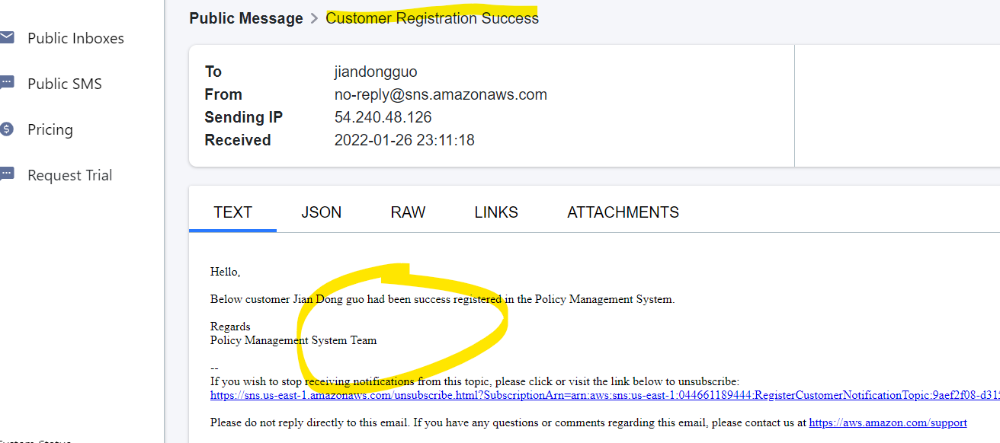 Public Message > Customer Registration Success
Public Inboxes
Public SMS
Pricing
Request Trial
To jiandongguo
From no-reply@sns.amazonaws.com
Sending IP 54.240.48.126
Received 2022-01-26 23:11:18
TEXT JSON RAW LINKS ATTACHMENTS
Hello,
Below customer Jian Dong guo had been success registered in the Policy Management System.
Regards
Policy Management System Team
--
If you wish to stop receiving notifications from this topic, please click or visit the link below to unsubscribe:
https://sns.us-east-1.amazonaws.com/unsubscribe.html?SubscriptionArn=arn:aws:sns:us-east-1:044661189444:RegisterCustomerNotificationTopic:9aef2f08-d31
Please do not reply directly to this email. If you have any questions or comments regarding this email, please contact us at https://aws.amazon.com/support